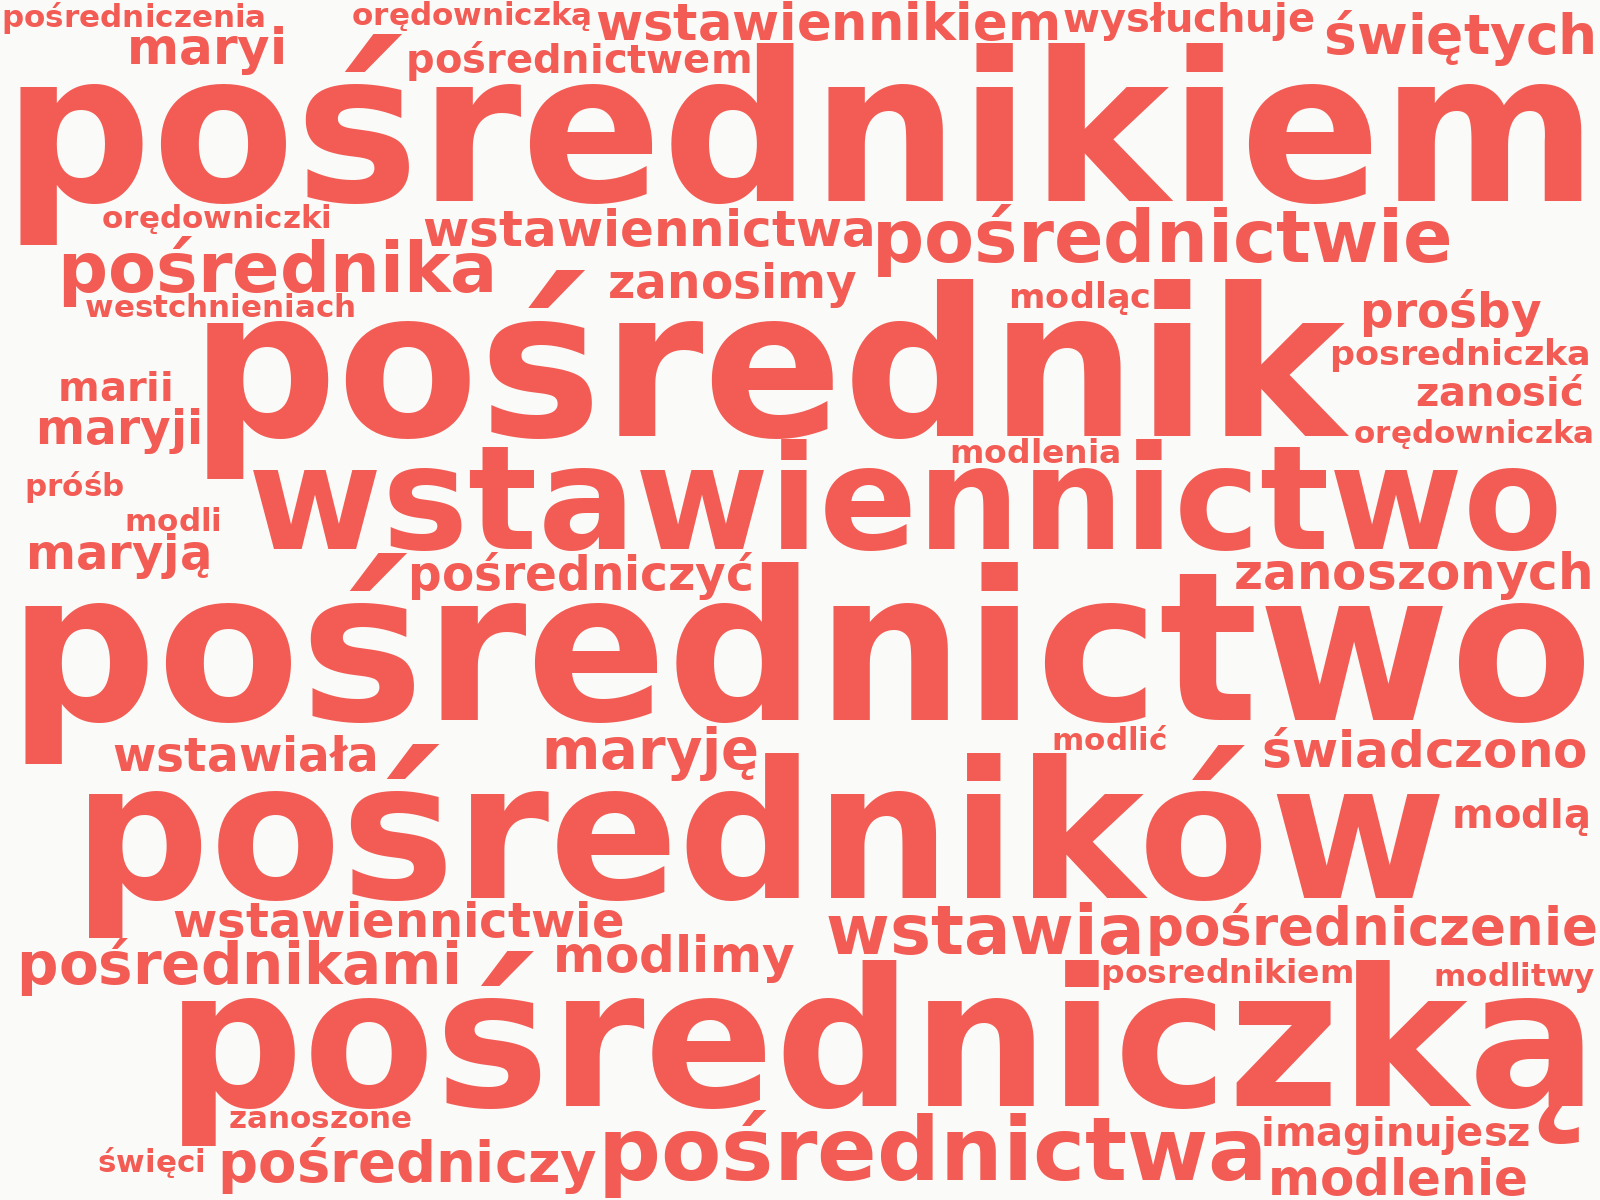 pośredniczenia
orędowniczką
wstawiennikiem
wysłuchuje
świętych
maryi
pośrednictwem
pośrednikiem
orędowniczki
wstawiennictwa
pośrednictwie
pośrednika
zanosimy
westchnieniach
modląc
prośby
pośrednik
posredniczka
marii
zanosić
maryji
orędowniczka
modlenia
wstawiennictwo
próśb
modli
maryją
pośredniczyć
zanoszonych
pośrednictwo
wstawiała
maryję
modlić
świadczono
pośredników
modlą
wstawiennictwie
wstawia
pośredniczenie
pośrednikami
modlimy
posrednikiem
modlitwy
pośredniczką
zanoszone
pośrednictwa
imaginujesz
święci
pośredniczy
modlenie